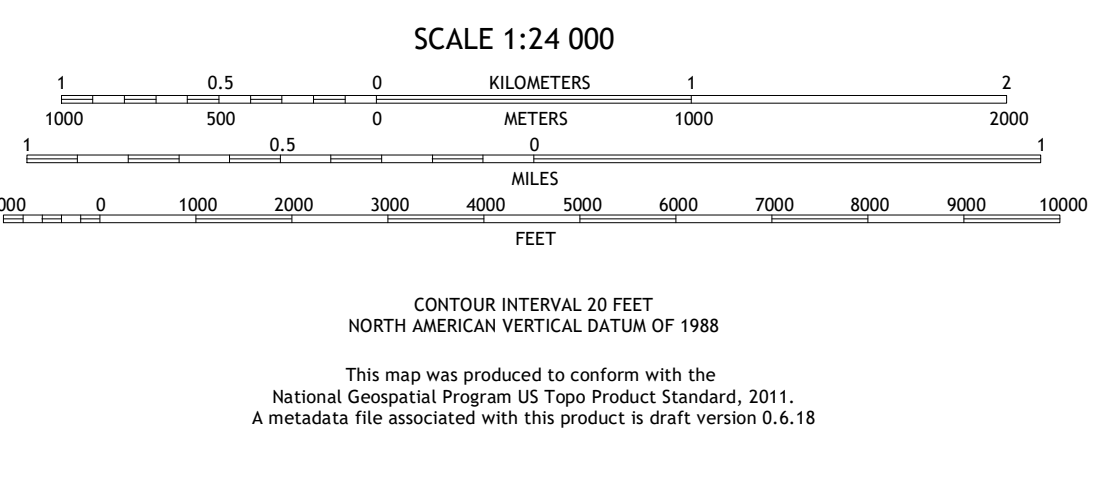 SCALE 1:24 000
1 0.5 0 KILOMETERS 1 2
1000 500 0 METERS 1000 2000
1 0.5 0 1
MILES
000 0 1000 2000 3000 4000 5000 6000 7000 8000 9000 10000
FEET
CONTOUR INTERVAL 20 FEET
NORTH AMERICAN VERTICAL DATUM OF 1988
This map was produced to conform with the
National Geospatial Program US Topo Product Standard, 2011.
A metadata file associated with this product is draft version 0.6.18